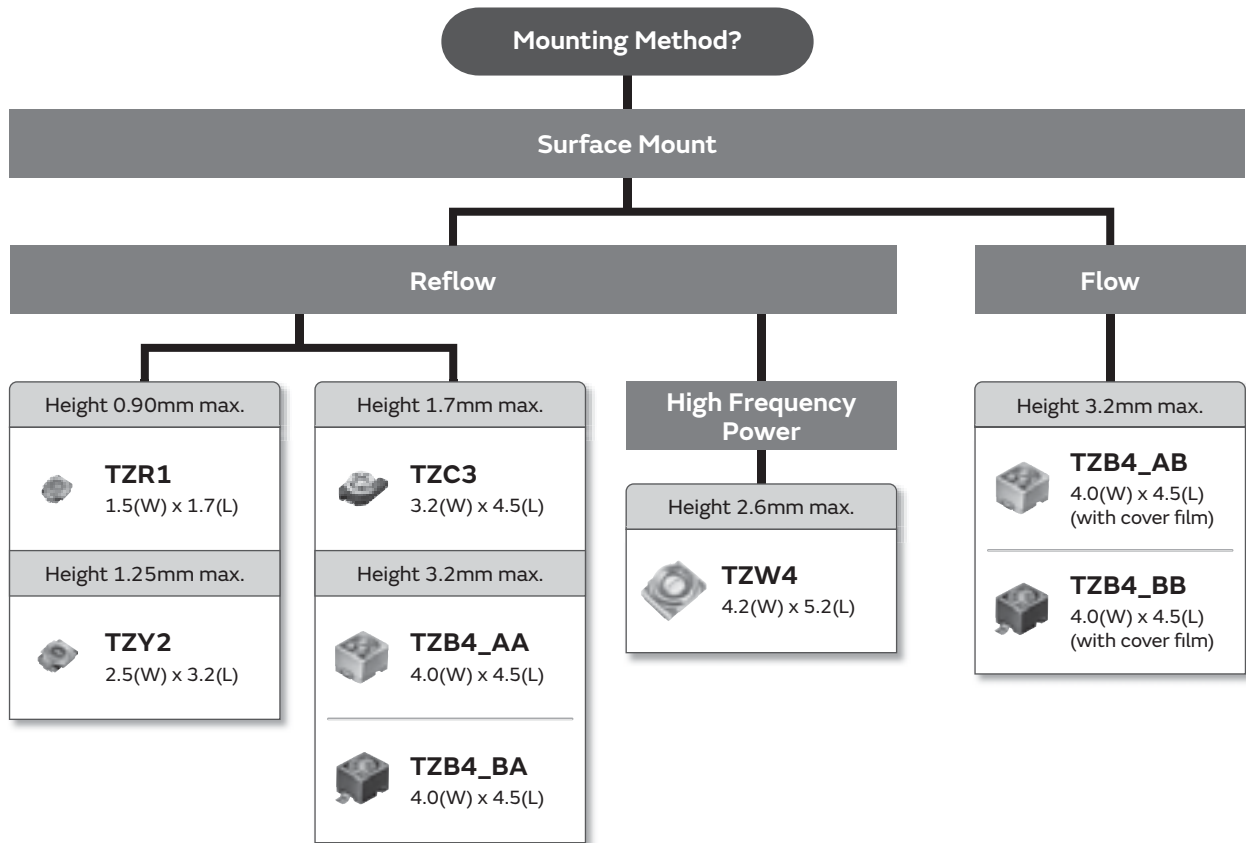 Mounting Method?
Surface Mount
Reflow
Flow
Height 0.90mm max.
TZR1
1.5(W) x 1.7(L)
Height 1.25mm max.
TZY2
2.5(W) x 3.2(L)
Height 1.7mm max.
TZC3
3.2(W) x 4.5(L)
Height 3.2mm max.
TZB4_AA
4.0(W) x 4.5(L)
TZB4_BA
4.0(W) x 4.5(L)
High Frequency
Power
Height 2.6mm max.
TZW4
4.2(W) x 5.2(L)
Height 3.2mm max.
TZB4_AB
4.0(W) x 4.5(L)
(with cover film)
TZB4_BB
4.0(W) x 4.5(L)
(with cover film)